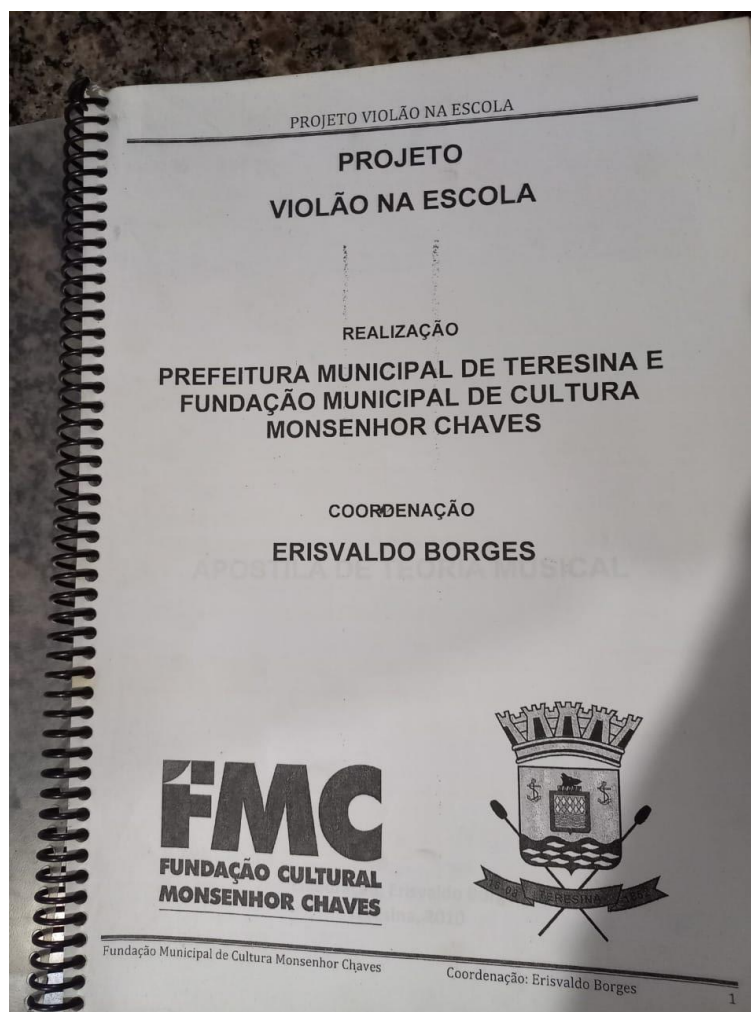 PROJETO VIOLÃO NA ESCOLA
PROJETO
VIOLÃO NA ESCOLA
REALIZAÇÃO
PREFEITURA MUNICIPAL DE TERESINA E
FUNDAÇÃO MUNICIPAL DE CULTURA
MONSENHOR CHAVES
COORDENAÇÃO
ERISVALDO BORGES
APOSTILA DE TEORIA MUSICAL
FMC
FUNDAÇÃO CULTURAL
MONSENHOR CHAVES
TERESINA 1852
Fundação Municipal de Cultura Monsenhor Chaves
Coordenação: Erisvaldo Borges
1